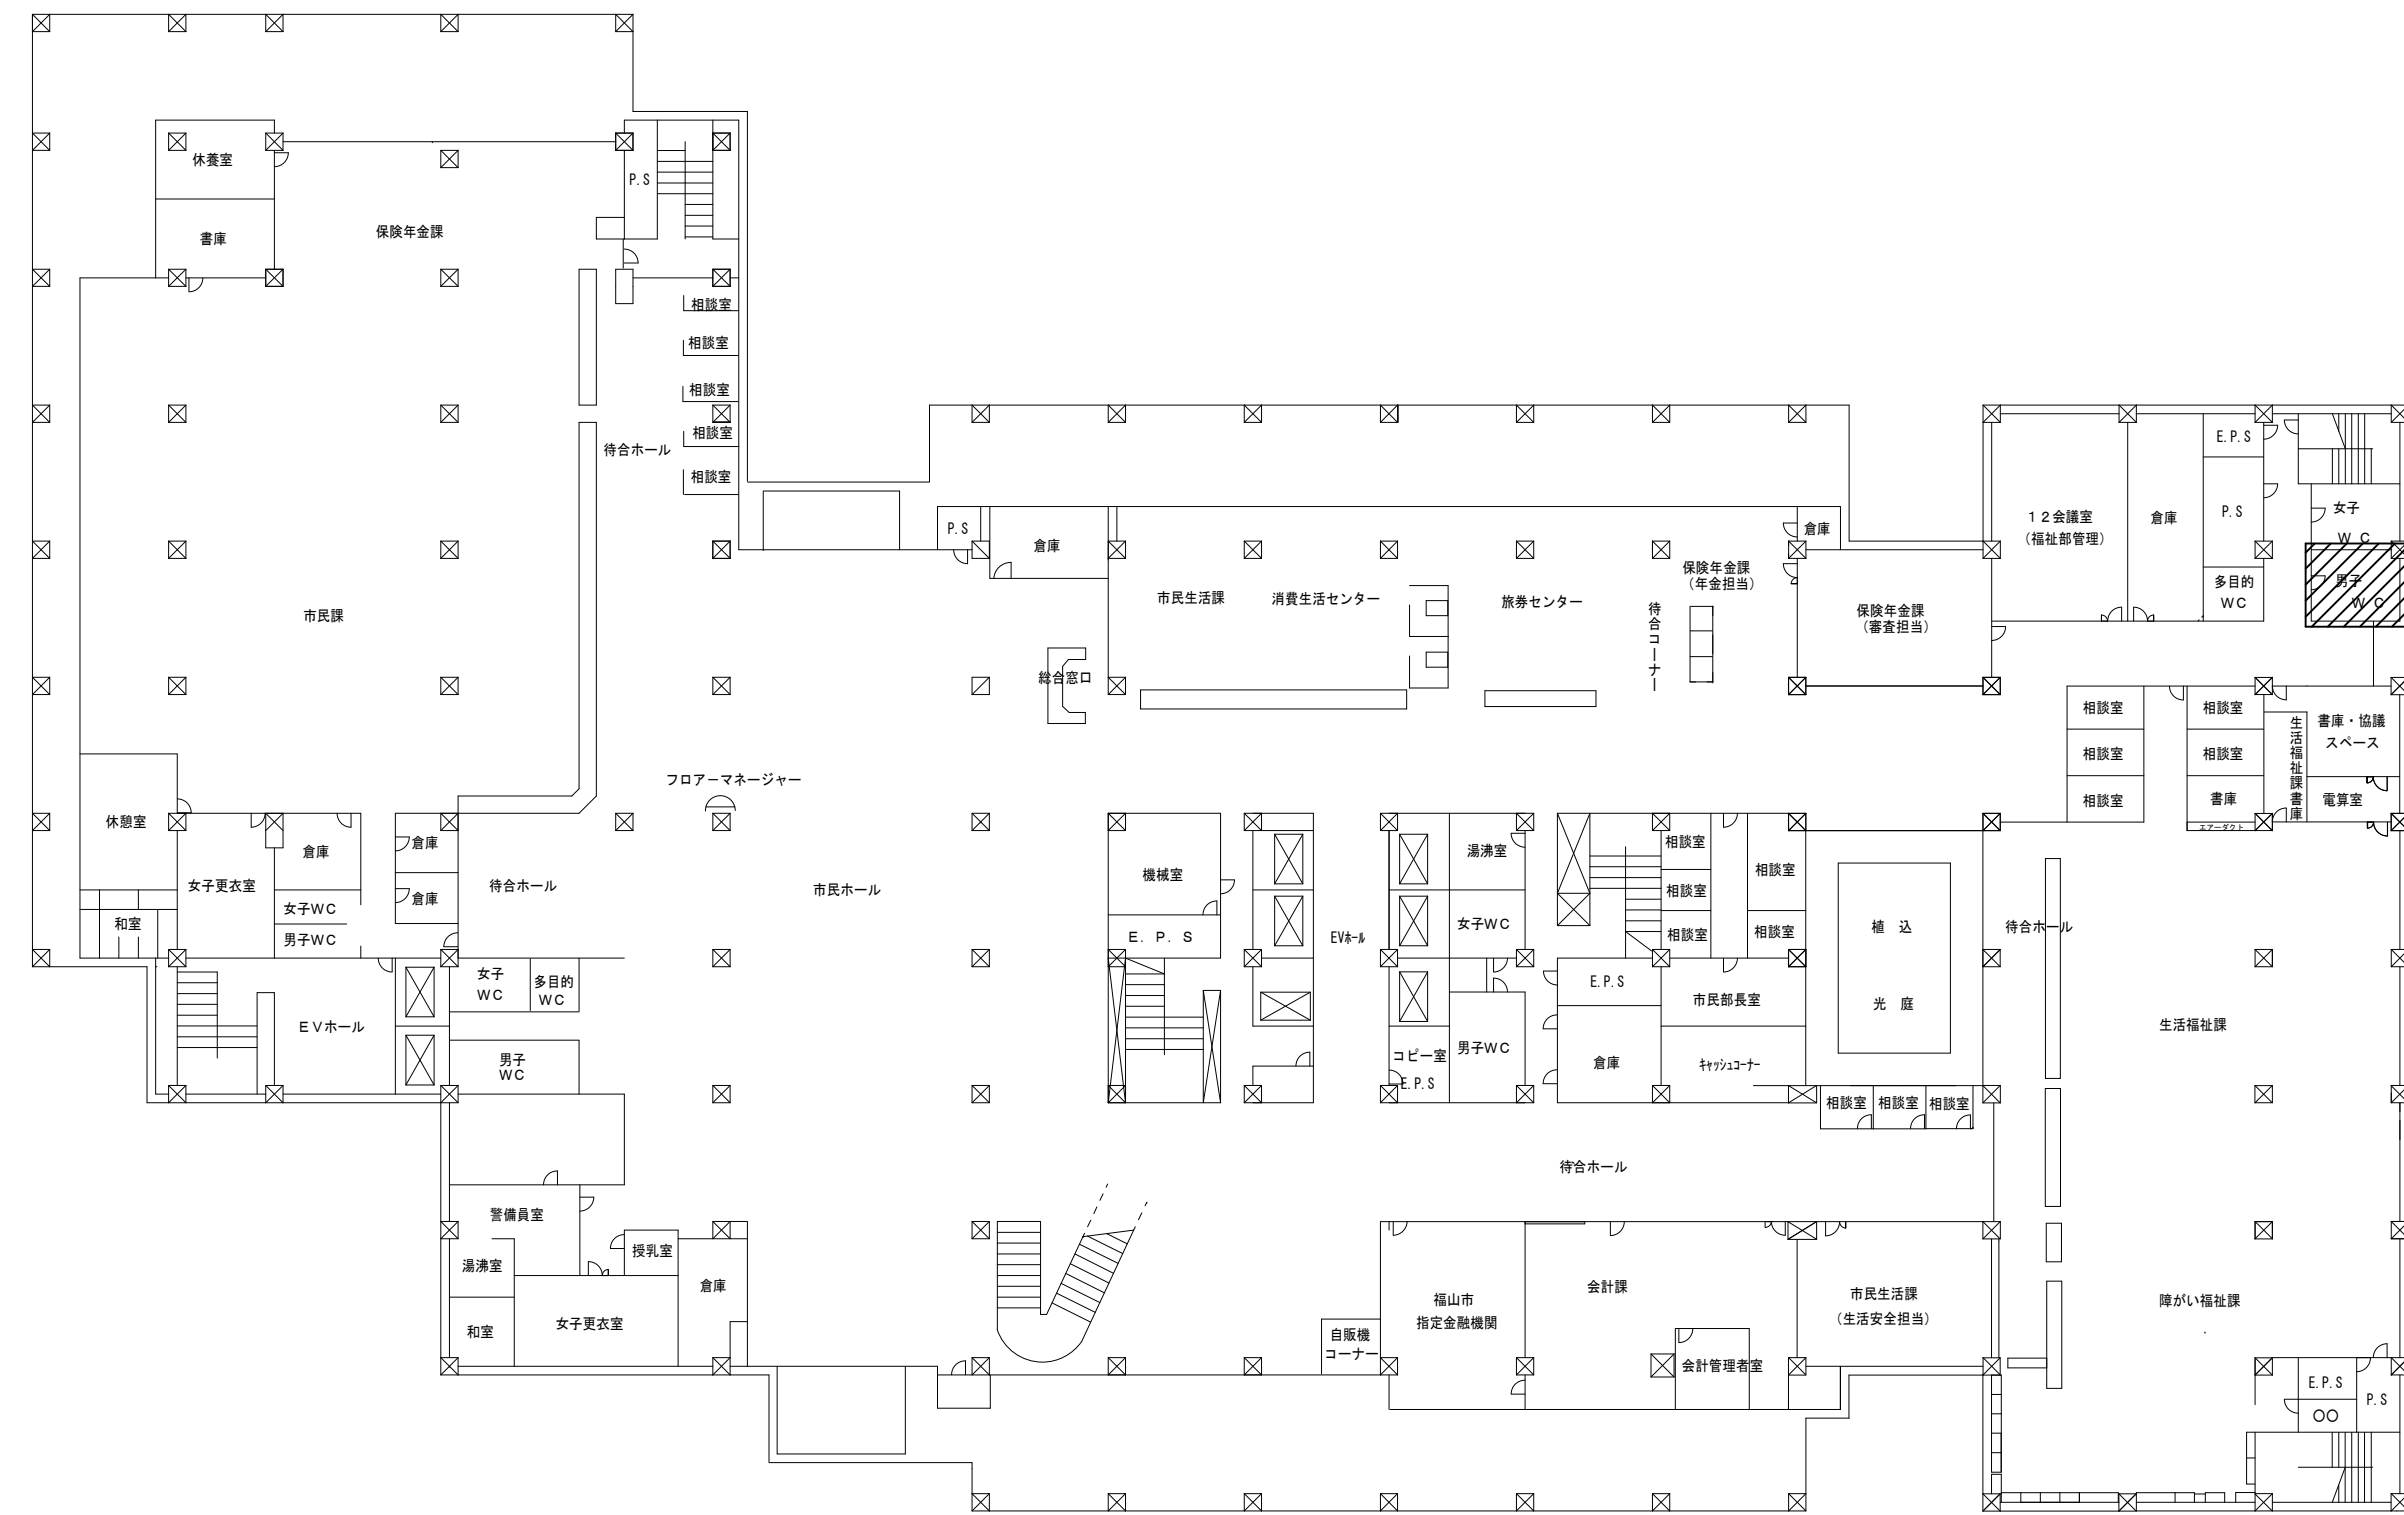 休養室
P.S
保険年金課
書庫
相談室
相談室
相談室
相談室
相談室
待合ホール
市民課
フロアーマネージャー
休憩室
女子更衣室
倉庫
女子WC
男子WC
倉庫
倉庫
和室
待合ホール
市民ホール
EVホール
女子
WC
多目的
WC
男子
WC
警備員室
湯沸室
授乳室
倉庫
和室
女子更衣室
P.S
倉庫
市民生活課
消費生活センター
総合窓口
旅券センター
待合コーナー
保険年金課
(年金担当)
倉庫
保険年金課
(審査担当)
機械室
E.P.S
EVホール
湯沸室
女子WC
コピー室
E.P.S
男子WC
相談室
相談室
相談室
相談室
相談室
E.P.S
市民部長室
倉庫
キャッシュコーナー
植 込
光 庭
相談室
相談室
相談室
待合ホール
自販機
コーナー
福山市
指定金融機関
会計課
会計管理者室
市民生活課
(生活安全担当)
12会議室
(福祉部管理)
倉庫
E.P.S
P.S
多目的
WC
女子
WC
男子
WC
相談室
相談室
相談室
相談室
相談室
書庫
エアーダクト
生活福祉課書庫
書庫・協議
スペース
電算室
待合ホール
生活福祉課
障がい福祉課
E.P.S
P.S
○○